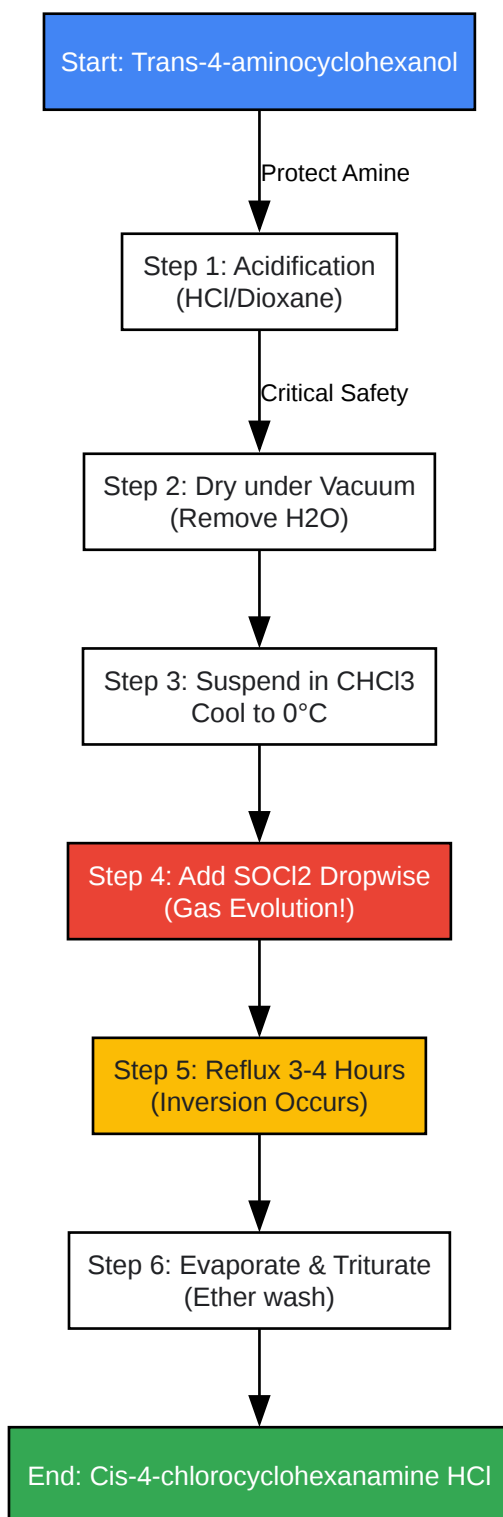 Start: Trans-4-aminocyclohexanol
Protect Amine
Step 1: Acidification
(HCl/Dioxane)
Critical Safety
Step 2: Dry under Vacuum
(Remove H2O)
Step 3: Suspend in CHCl3
Cool to 0°C
Step 4: Add SOCl2 Dropwise
(Gas Evolution!)
Step 5: Reflux 3-4 Hours
(Inversion Occurs)
Step 6: Evaporate & Triturate
(Ether wash)
End: Cis-4-chlorocyclohexanamine HCl